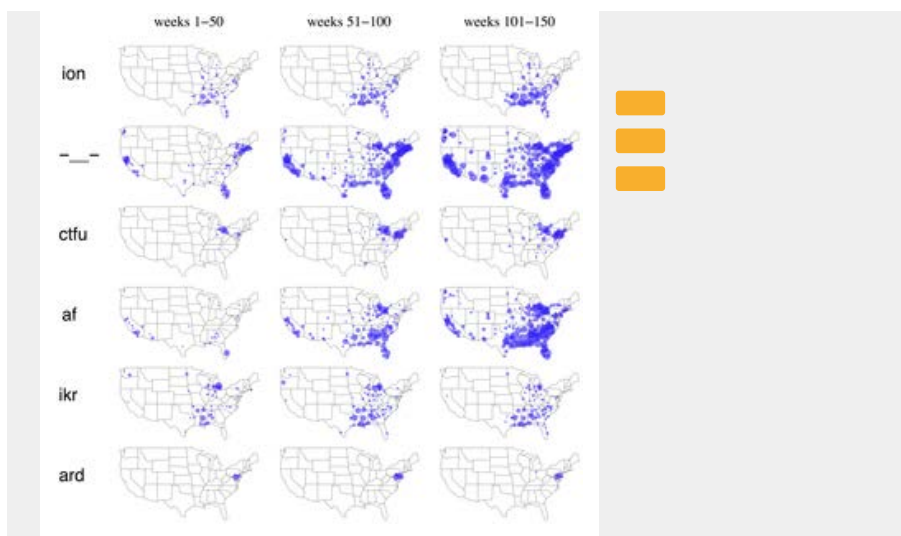 weeks 1–50 weeks 51–100 weeks 101–150
ion
-__-
ctfu
af
ikr
ard